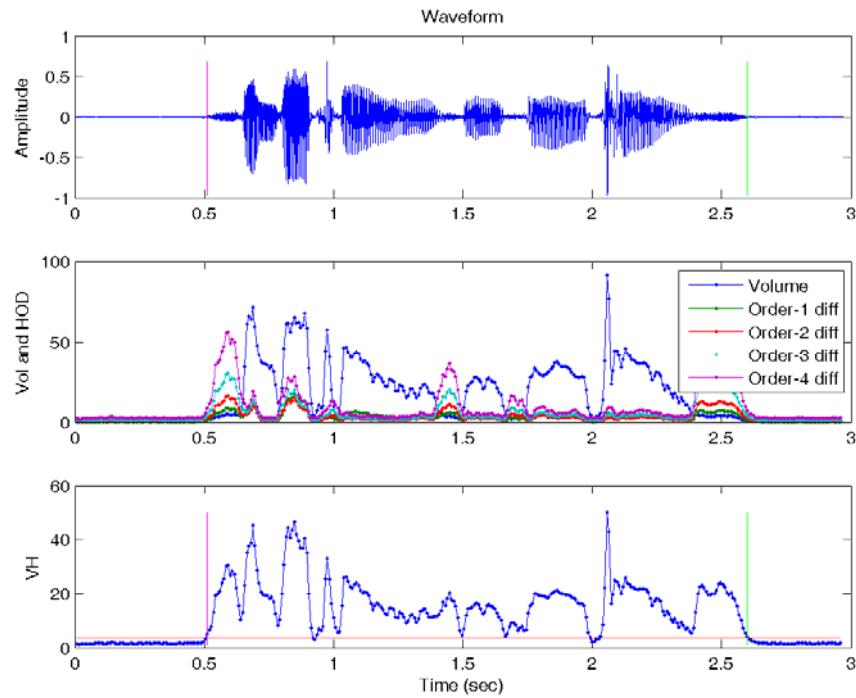 Waveform
1
0.5
0
-0.5
-1
Amplitude
0 0.5 1 1.5 2 2.5 3
100
50
0
Vol and HOD
Volume
Order-1 diff
Order-2 diff
Order-3 diff
Order-4 diff
0 0.5 1 1.5 2 2.5 3
60
40
20
0
VH
0 0.5 1 1.5 2 2.5 3
Time (sec)